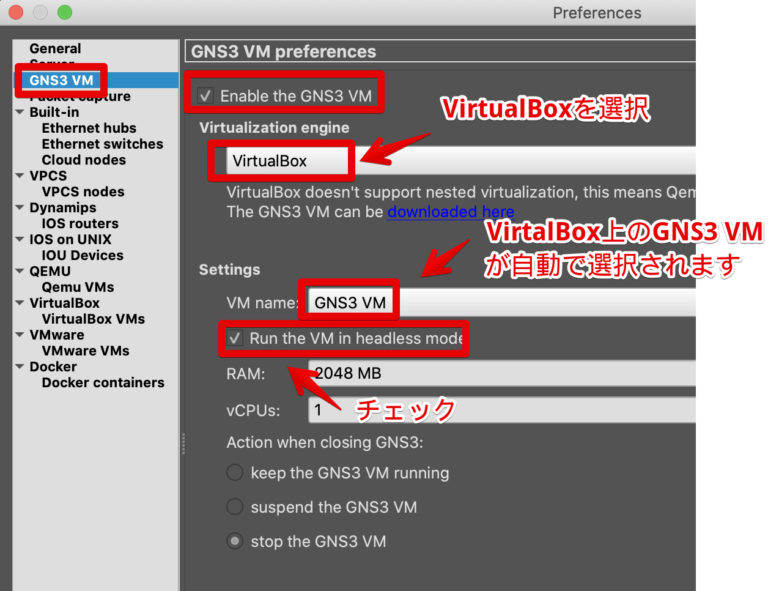 Preferences
General
Server
GNS3 VM
Packet capture
Built-in
Ethernet hubs
Ethernet switches
Cloud nodes
VPCS
VPCS nodes
Dynamips
IOS routers
IOS on UNIX
IOU Devices
QEMU
Qemu VMs
VirtualBox
VirtualBox VMs
VMware
VMware VMs
Docker
Docker containers
GNS3 VM preferences
Enable the GNS3 VM
VirtualBoxを選択
Virtualization engine
VirtualBox
VirtualBox doesn't support nested virtualization, this means Qem
The GNS3 VM can be downloaded here
VirtalBox上のGNS3 VM
が自動で選択されます
Settings
VM name: GNS3 VM
Run the VM in headless mode
RAM: 2048 MB
vCPUs: 1
チェック
Action when closing GNS3:
keep the GNS3 VM running
suspend the GNS3 VM
stop the GNS3 VM